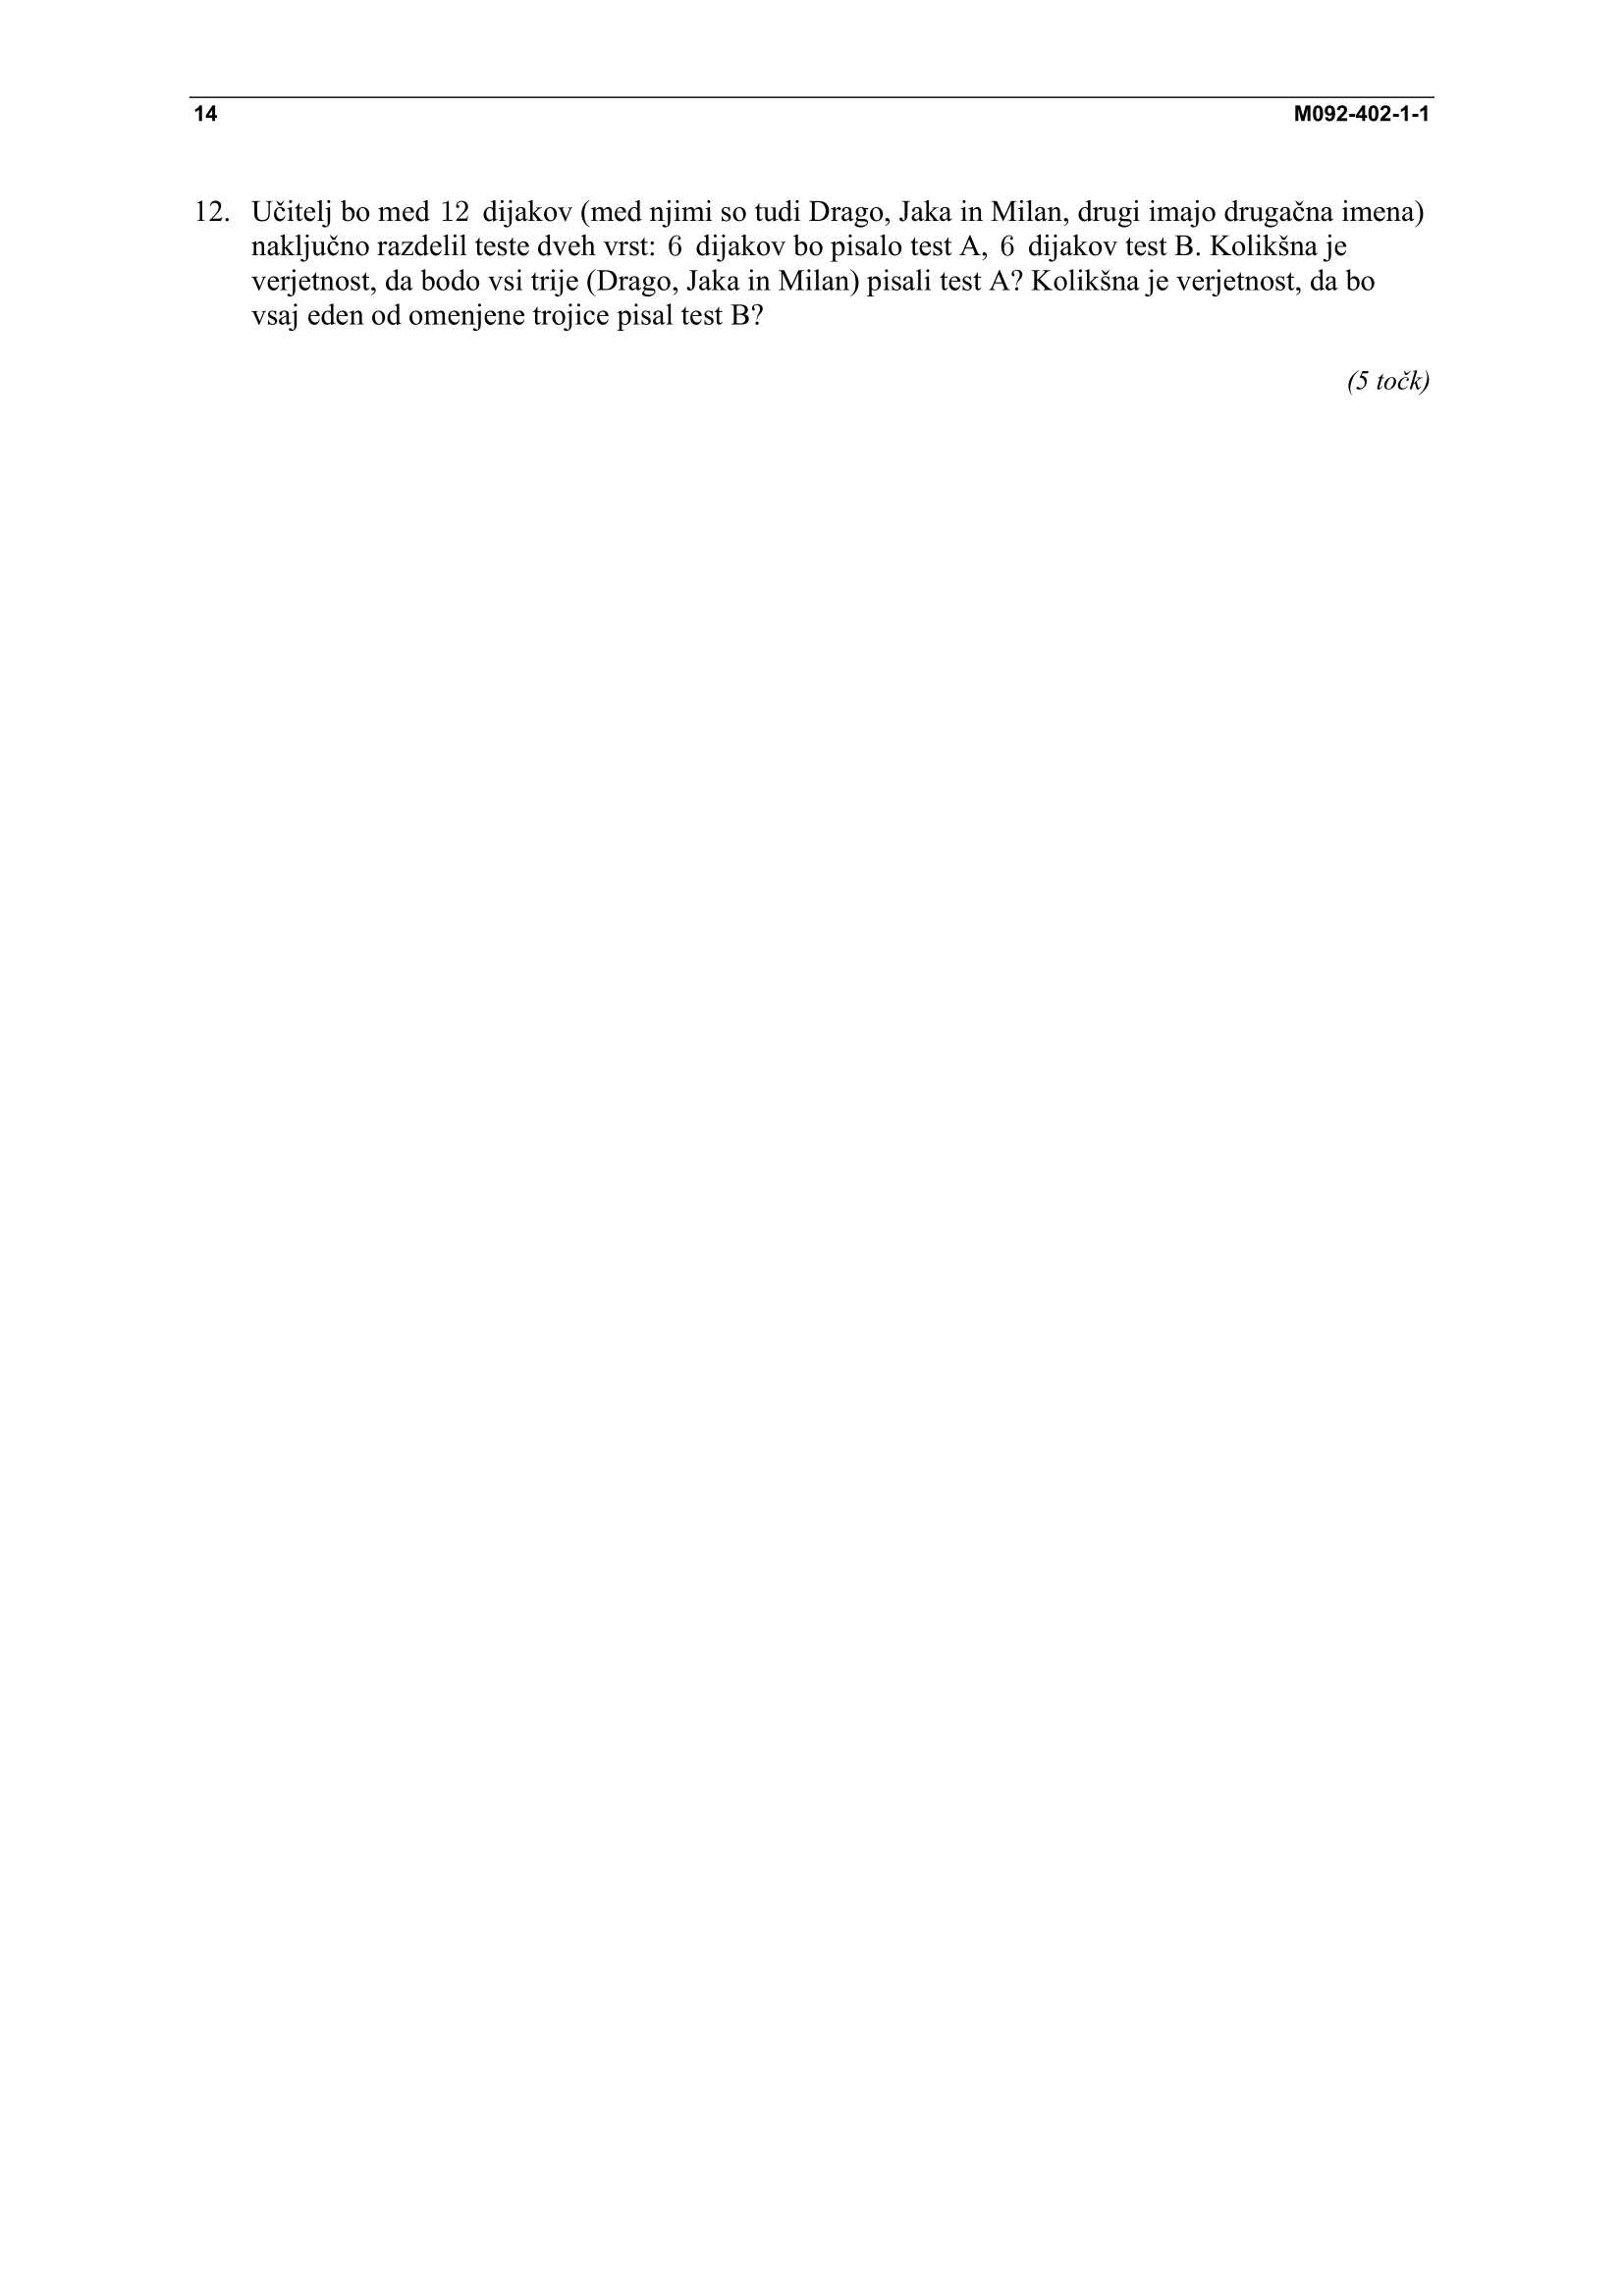 14 M092-402-1-1
12. Učitelj bo med 12 dijakov (med njimi so tudi Drago, Jaka in Milan, drugi imajo drugačna imena)
naključno razdelil teste dveh vrst: 6 dijakov bo pisalo test A, 6 dijakov test B. Kolikšna je
verjetnost, da bodo vsi trije (Drago, Jaka in Milan) pisali test A? Kolikšna je verjetnost, da bo
vsaj eden od omenjene trojice pisal test B?
(5 točk)